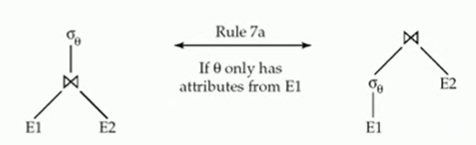 σθ
⋈
E1 E2
Rule 7a
If θ only has
attributes from E1
⋈
σθ E2
E1